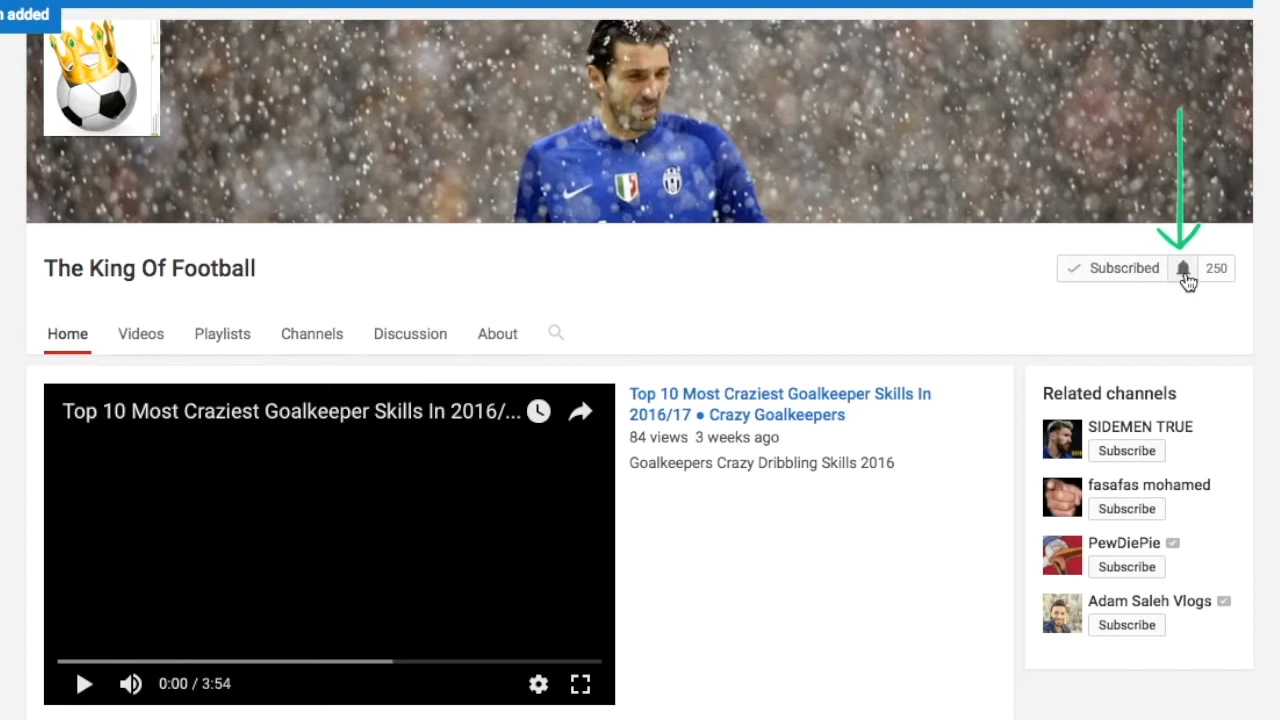 n added
The King Of Football
Subscribed 250
Home Videos Playlists Channels Discussion About
Top 10 Most Craziest Goalkeeper Skills In 2016/...
0:00 / 3:54
Top 10 Most Craziest Goalkeeper Skills In
2016/17 ● Crazy Goalkeepers
84 views 3 weeks ago
Goalkeepers Crazy Dribbling Skills 2016
Related channels
SIDEMEN TRUE
Subscribe
fasafas mohamed
Subscribe
PewDiePie
Subscribe
Adam Saleh Vlogs
Subscribe